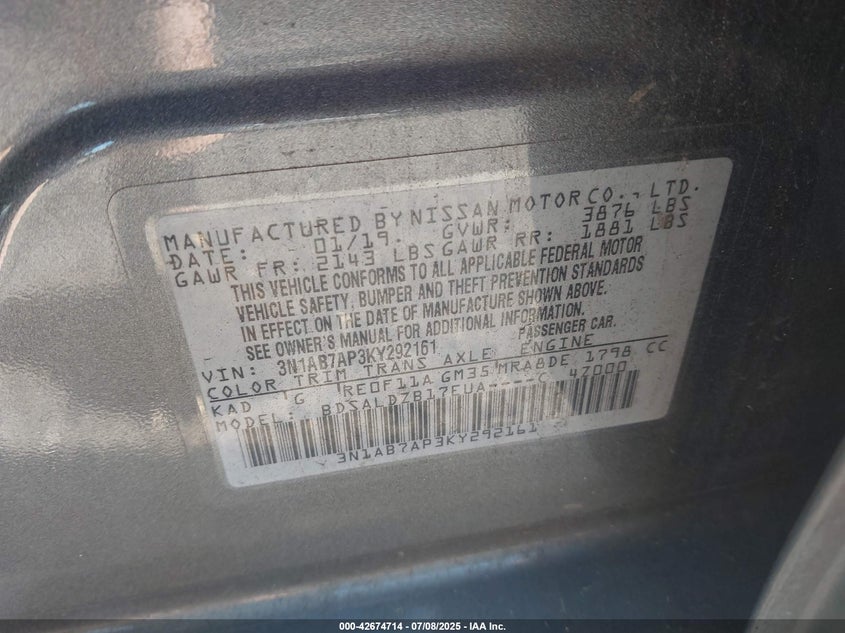 MANUFACTURED BY NISSAN MOTOR CO., LTD.
DATE: 01/19. GVWR: 3876 LBS
GAWR FR: 2143 LBS GAWR RR: 1881 LBS
THIS VEHICLE CONFORMS TO ALL APPLICABLE FEDERAL MOTOR
VEHICLE SAFETY, BUMPER AND THEFT PREVENTION STANDARDS
IN EFFECT ON THE DATE OF MANUFACTURE SHOWN ABOVE.
SEE OWNER'S MANUAL FOR ADDITIONAL INFORMATION.
VIN: 3N1AB7AP3KY292161 PASSENGER CAR.
COLOR TRIM TRANS AXLE ENGINE
KAD G RE0F11A GM35 MRA8DE 1798 CC
MODEL: BDSALDZB17EUA----C 47000
3N1AB7AP3KY292161
000-42674714 - 07/08/2025 - IAA Inc.